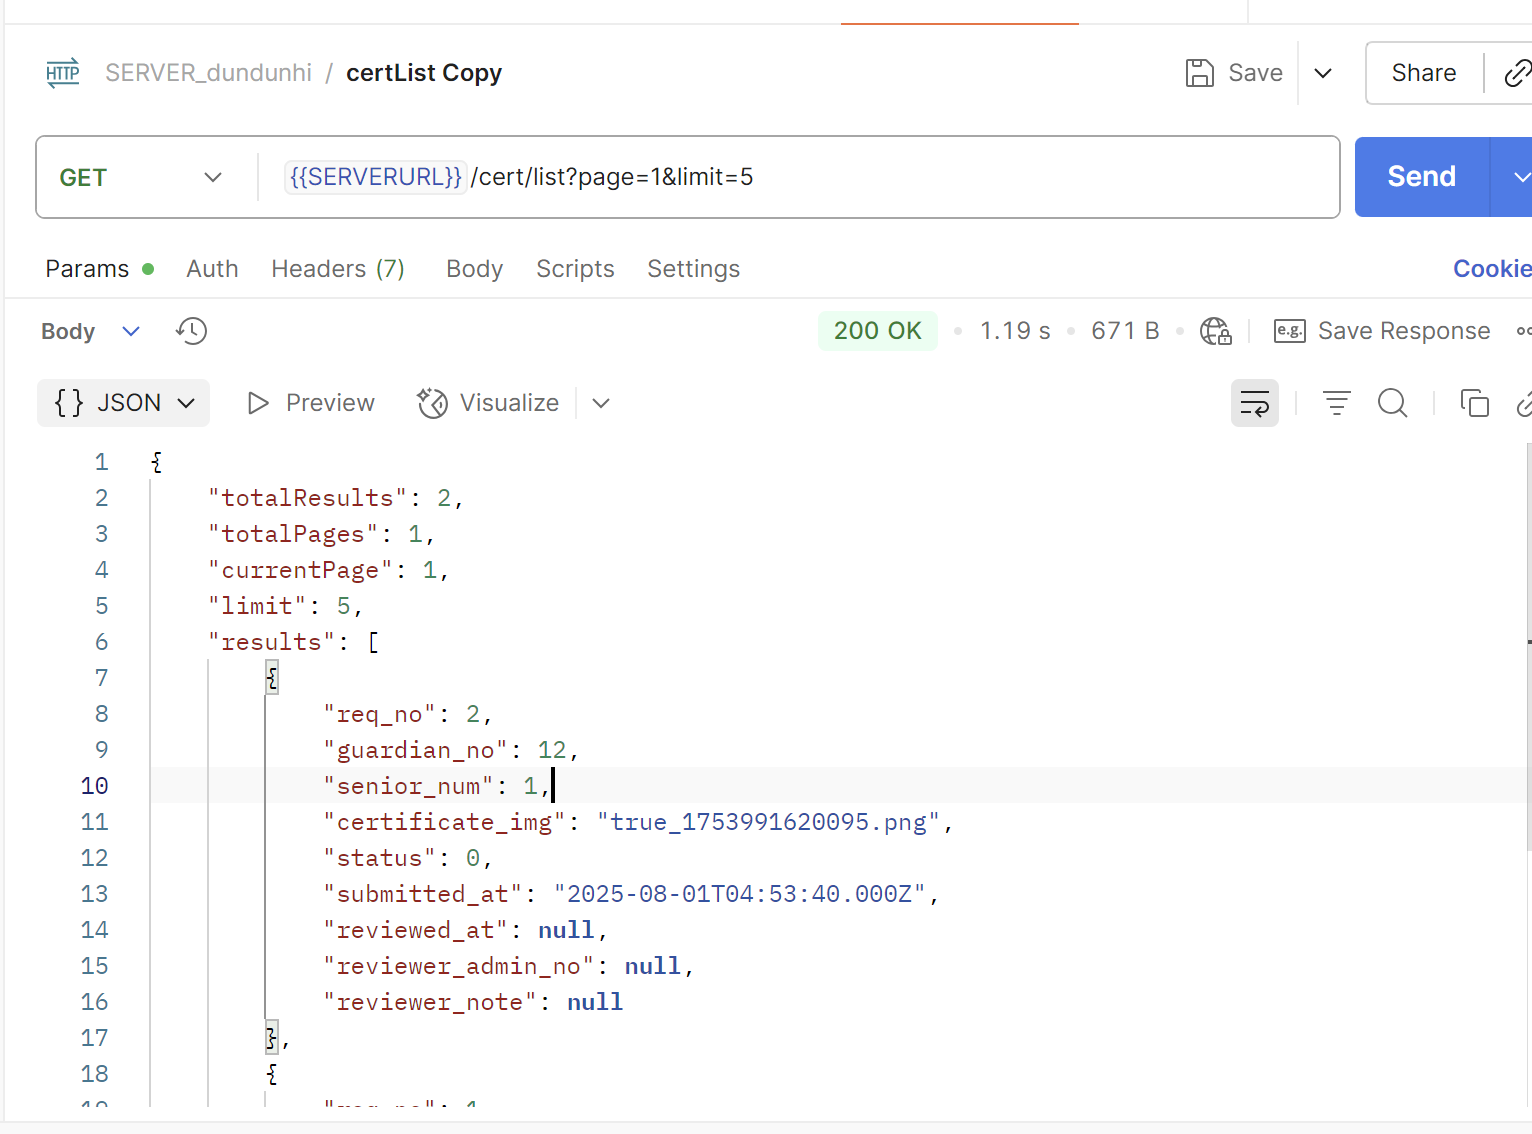 HTTP SERVER_dundunhi / certList Copy Save Share
GET {{SERVERURL}} /cert/list?page=1&limit=5 Send
Params Auth Headers (7) Body Scripts Settings Cookie
Body 200 OK 1.19 s 671 B e.g. Save Response
{} JSON Preview Visualize
1 {
2 "totalResults": 2,
3 "totalPages": 1,
4 "currentPage": 1,
5 "limit": 5,
6 "results": [
7 {
8 "req_no": 2,
9 "guardian_no": 12,
10 "senior_num": 1,
11 "certificate_img": "true_1753991620095.png",
12 "status": 0,
13 "submitted_at": "2025-08-01T04:53:40.000Z",
14 "reviewed_at": null,
15 "reviewer_admin_no": null,
16 "reviewer_note": null
17 },
18 {